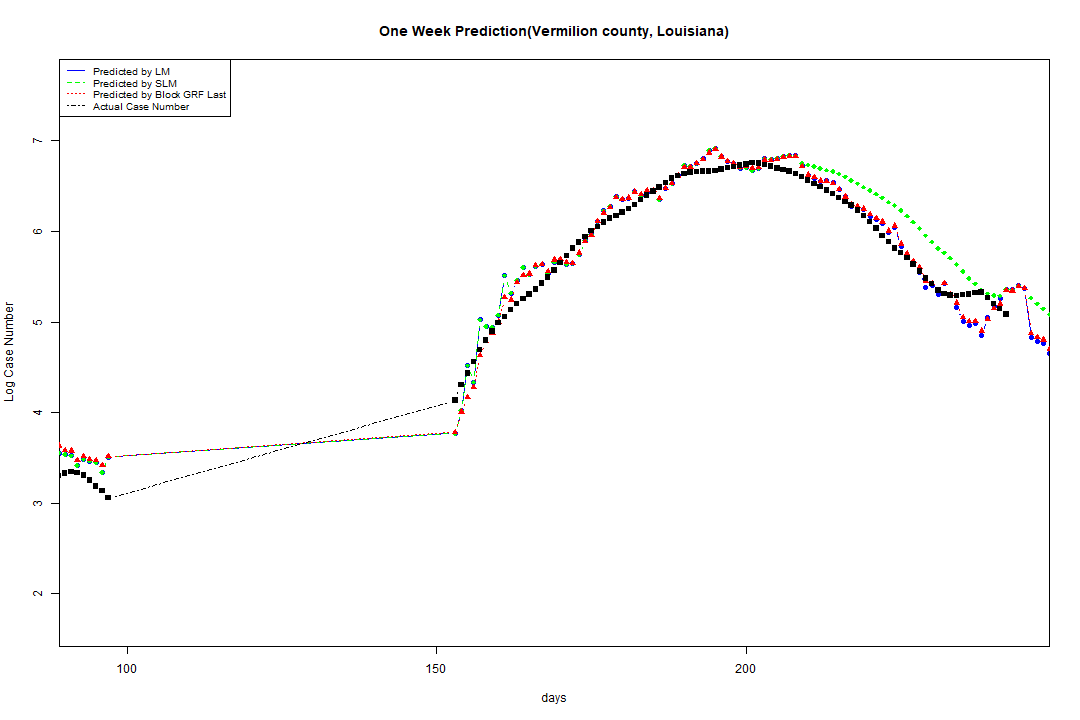 One Week Prediction(Vermilion county, Louisiana)
Predicted by LM
Predicted by SLM
Predicted by Block GRF Last
Actual Case Number
Log Case Number
7
6
5
4
3
2
100
150
200
days